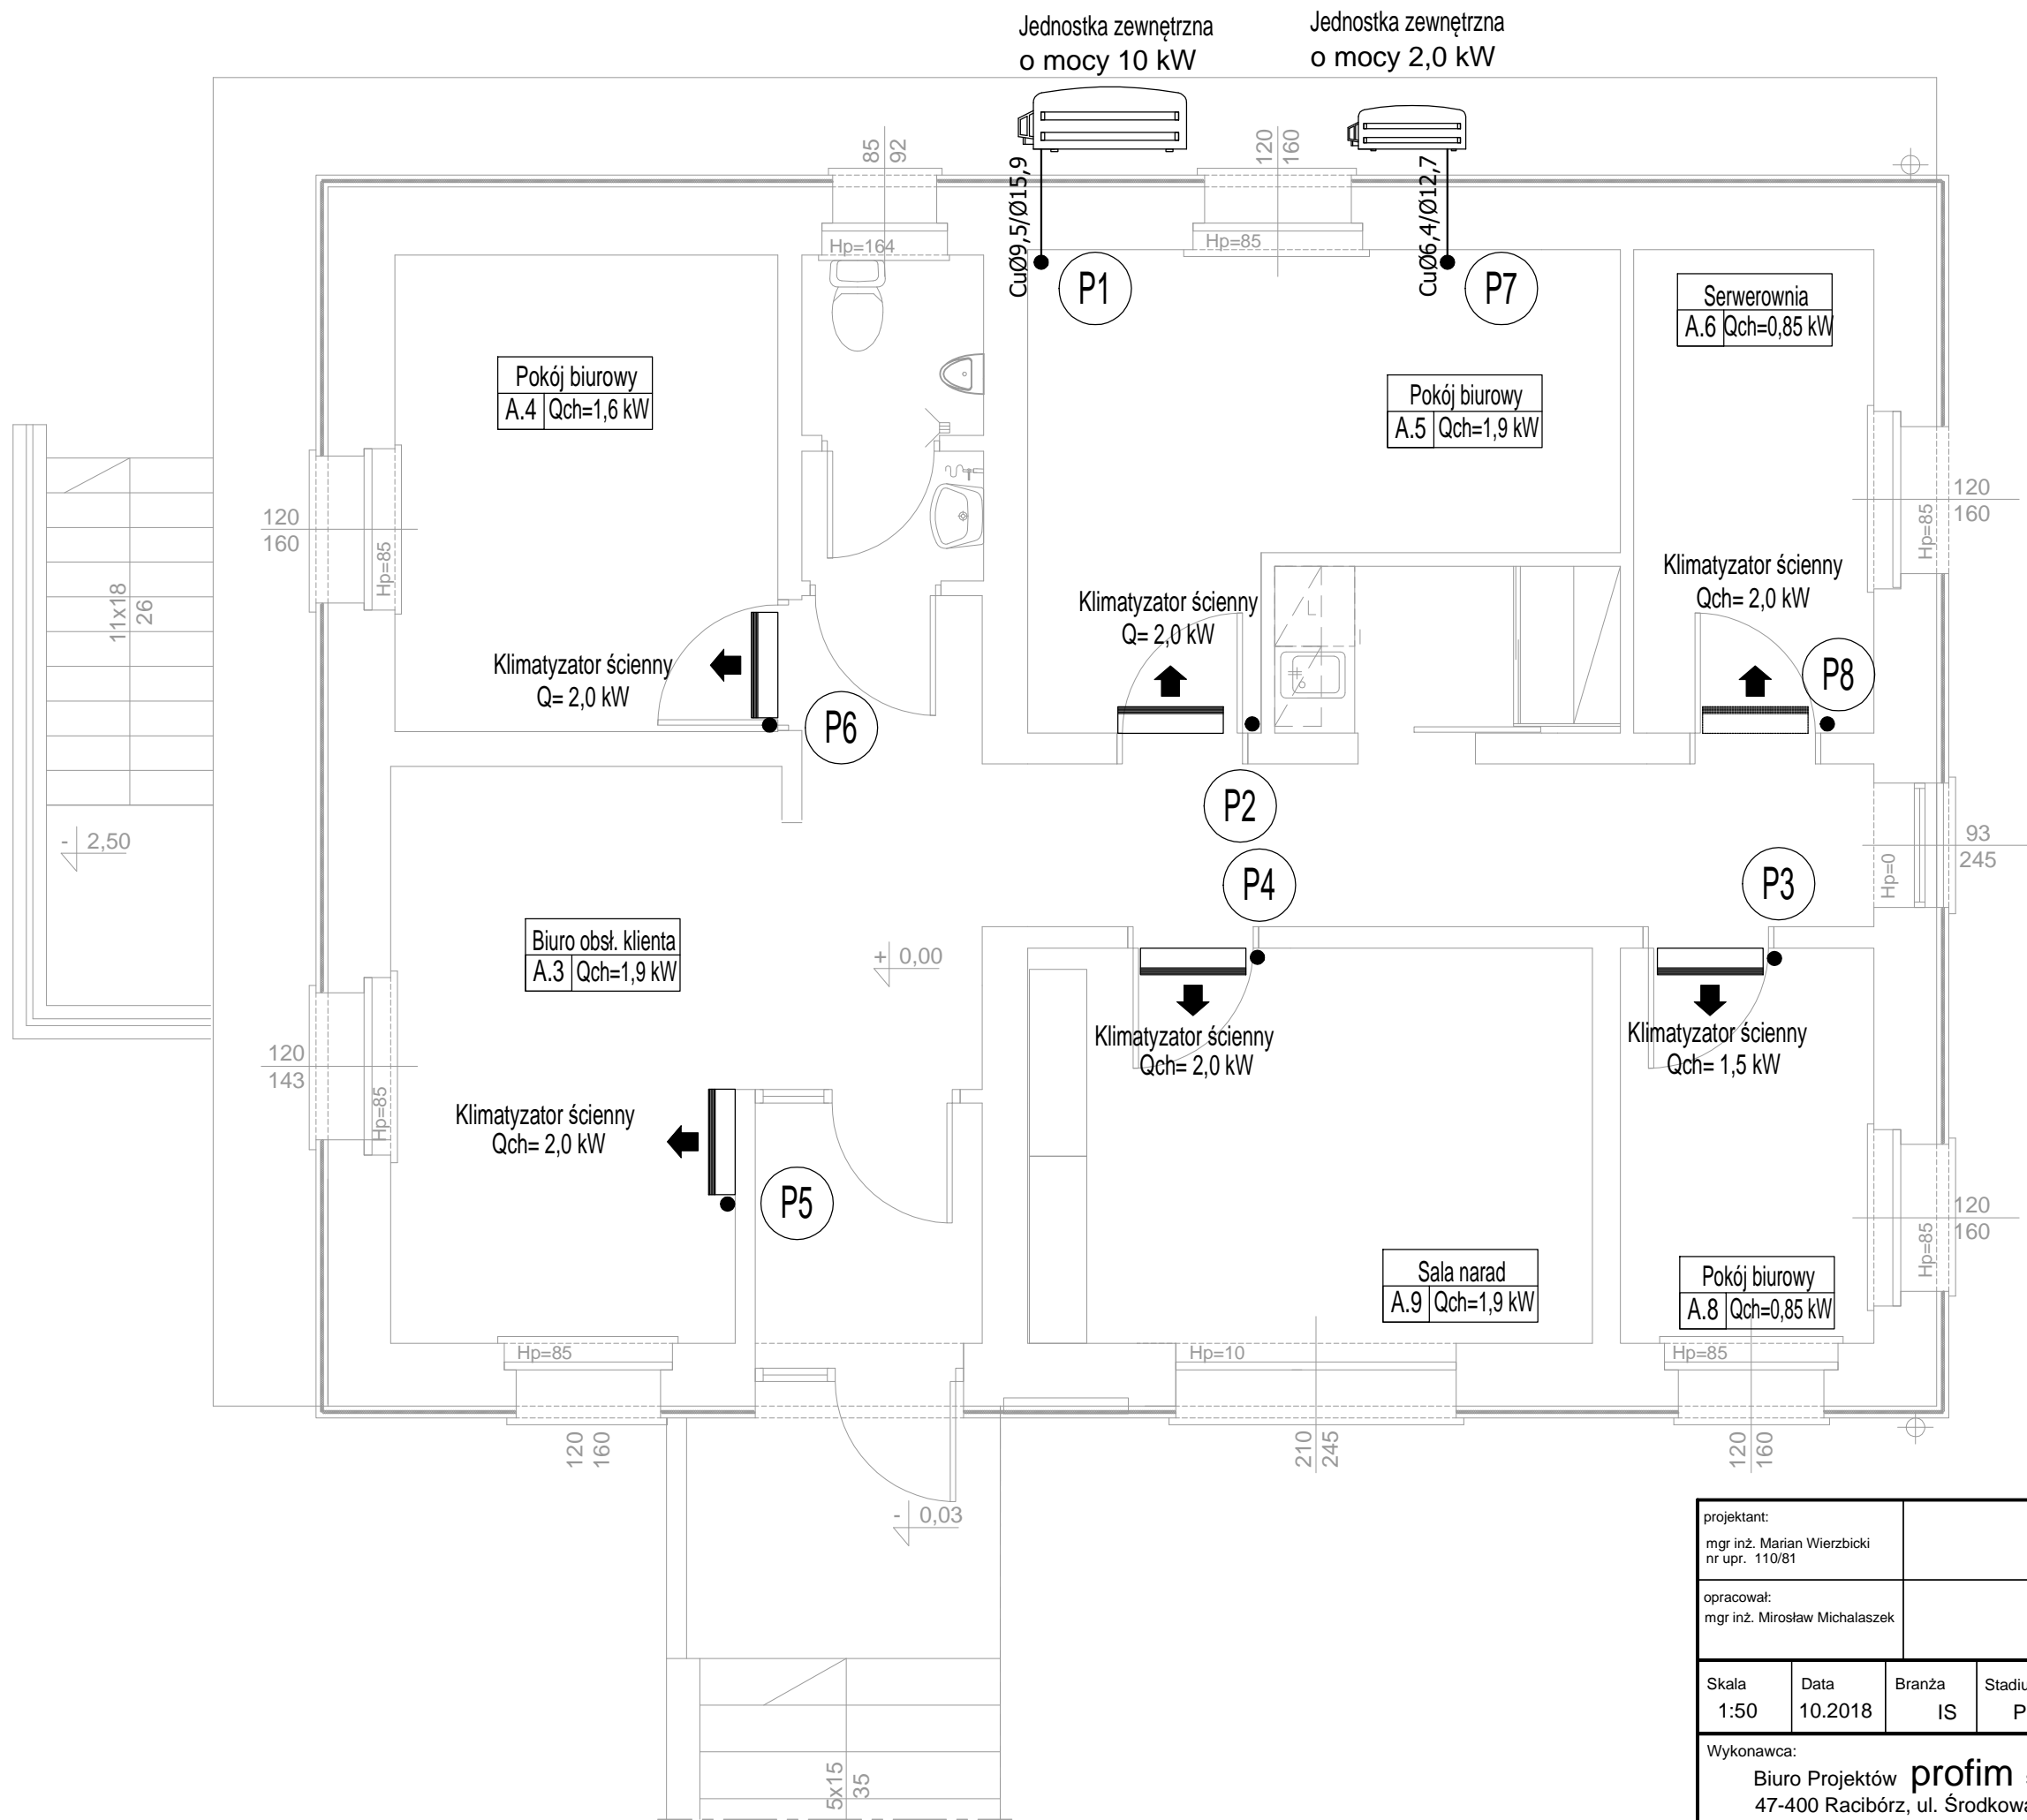 Jednostka zewnętrzna
o mocy 10 kW
Jednostka zewnętrzna
o mocy 2,0 kW
85
92
120
160
CuØ9,5/Ø15,9
CuØ6,4/Ø12,7
Hp=164
Hp=85
P1
P7
Serwerownia
A.6 Qch=0,85 kW
Pokój biurowy
A.4 Qch=1,6 kW
Pokój biurowy
A.5 Qch=1,9 kW
120
160
Hp=85
120
160
Hp=85
11x18
26
Klimatyzator ścienny
Q= 2,0 kW
Klimatyzator ścienny
Q= 2,0 kW
Klimatyzator ścienny
Qch= 2,0 kW
L
P6
P8
P2
P4
P3
- 2,50
93
245
Hp=0
Biuro obsł. klienta
A.3 Qch=1,9 kW
+ 0,00
120
143
Hp=85
Klimatyzator ścienny
Qch= 2,0 kW
Klimatyzator ścienny
Qch= 2,0 kW
Klimatyzator ścienny
Qch= 1,5 kW
P5
120
160
Hp=85
Sala narad
A.9 Qch=1,9 kW
Pokój biurowy
A.8 Qch=0,85 kW
Hp=85
Hp=10
Hp=85
120
160
210
245
120
160
- 0,03
5x15
35
projektant:
mgr inż. Marian Wierzbicki
nr upr. 110/81
opracował:
mgr inż. Mirosław Michalaszek
Skala
Data
Branża
Stadiu
1:50
10.2018
IS
P
Wykonawca:
Biuro Projektów profim
47-400 Racibórz, ul. Środkowa